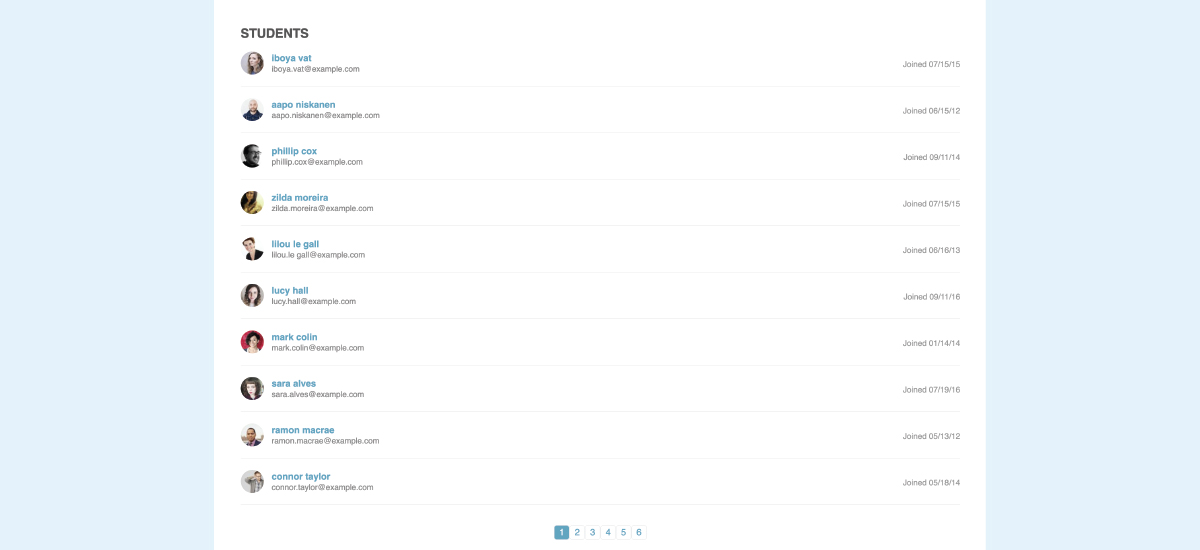 STUDENTS
iboya vat
iboya.vat@example.com
Joined 07/15/15
aapo niskanen
aapo.niskanen@example.com
Joined 06/15/12
phillip cox
phillip.cox@example.com
Joined 09/11/14
zilda moreira
zilda.moreira@example.com
Joined 07/15/15
lilou le gall
lilou.le gall@example.com
Joined 06/16/13
lucy hall
lucy.hall@example.com
Joined 09/11/16
mark colin
mark.colin@example.com
Joined 01/14/14
sara alves
sara.alves@example.com
Joined 07/19/16
ramon macrae
ramon.macrae@example.com
Joined 05/13/12
connor taylor
connor.taylor@example.com
Joined 05/18/14
1 2 3 4 5 6